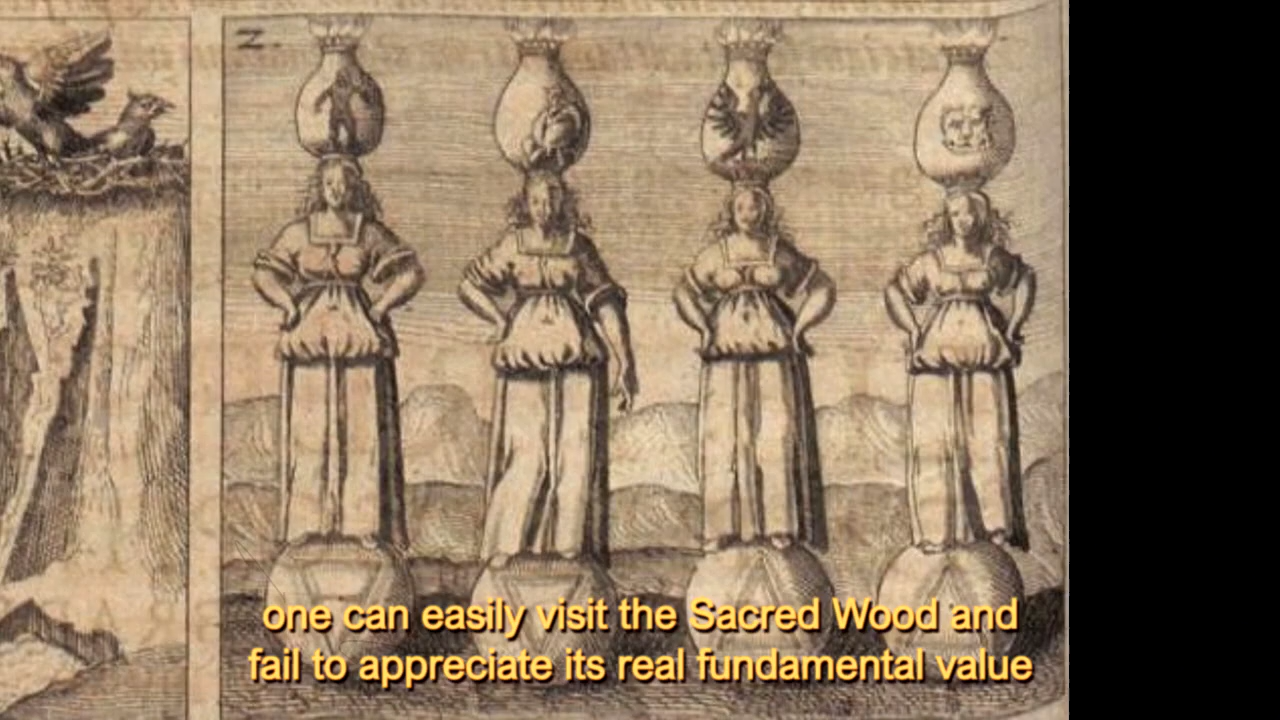 N.
one can easily visit the Sacred Wood and
fail to appreciate its real fundamental value